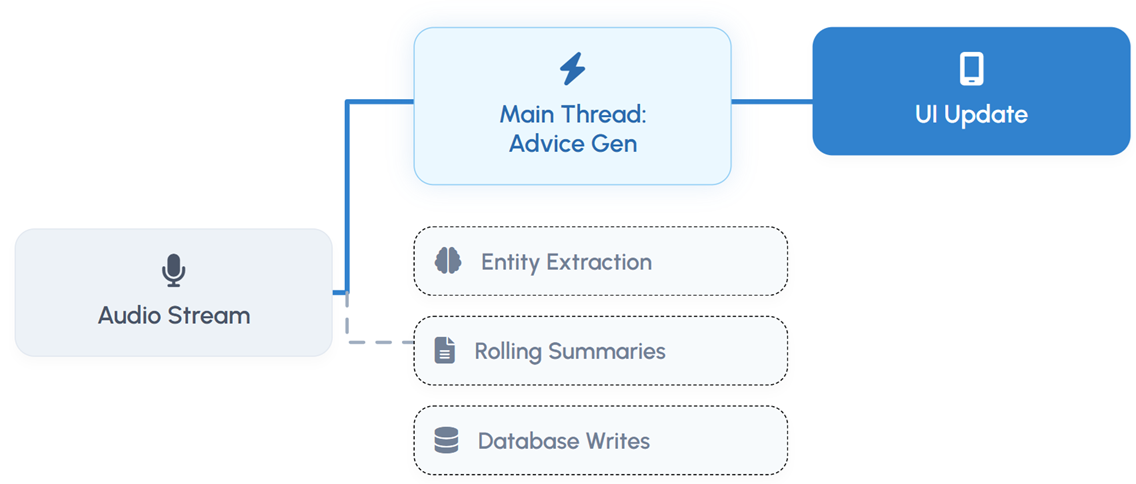 Main Thread:
Advice Gen
UI Update
Audio Stream
Entity Extraction
Rolling Summaries
Database Writes